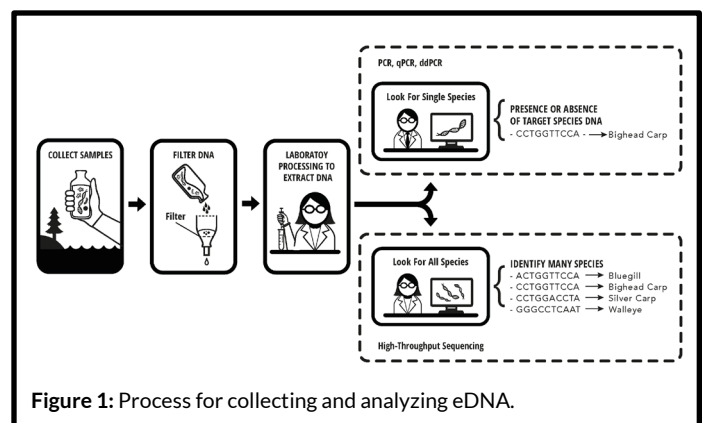 COLLECT SAMPLES
FILTER DNA
Filter
LABORATOY
PROCESSING TO
EXTRACT DNA
PCR, qPCR, ddPCR
Look For Single Species
PRESENCE OR ABSENCE
OF TARGET SPECIES DNA
- CCTGGTTCCA - → Bighead Carp
Look For All Species
IDENTIFY MANY SPECIES
- ACTGGTTCCA → Bluegill
- CCTGGTTCCA → Bighead Carp
- CCTGGACCTA → Silver Carp
- GGGCCTCAAT → Walleye
High-Throughput Sequencing
Figure 1: Process for collecting and analyzing eDNA.